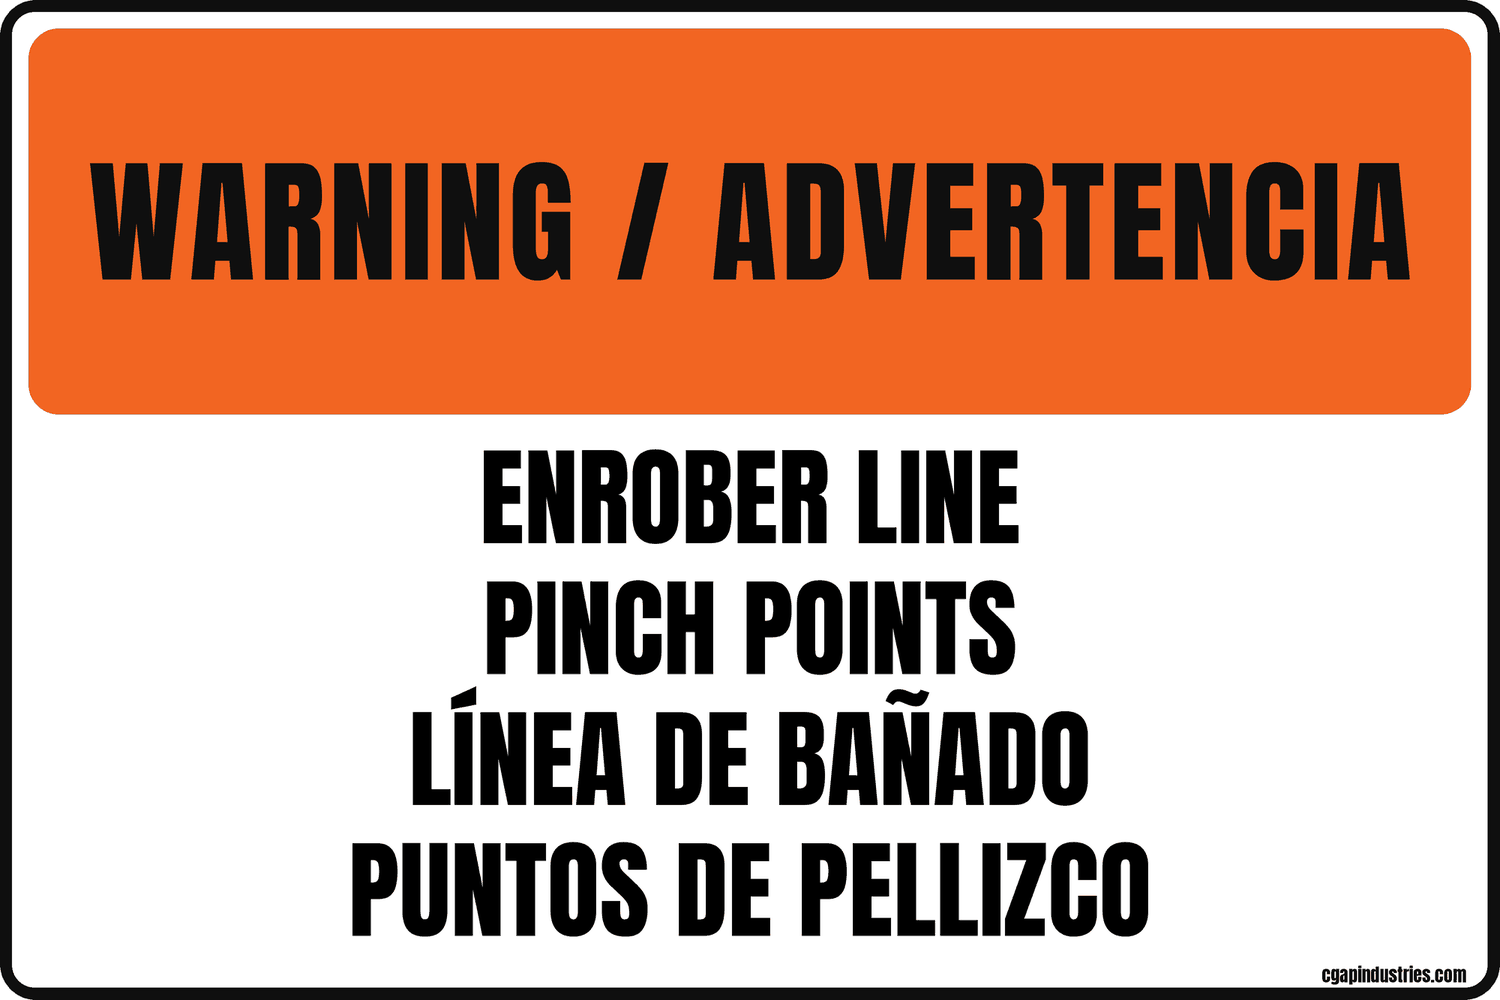 WARNING / ADVERTENCIA
ENROBER LINE
PINCH POINTS
LÍNEA DE BAÑADO
PUNTOS DE PELLIZCO
cgapindustries.com